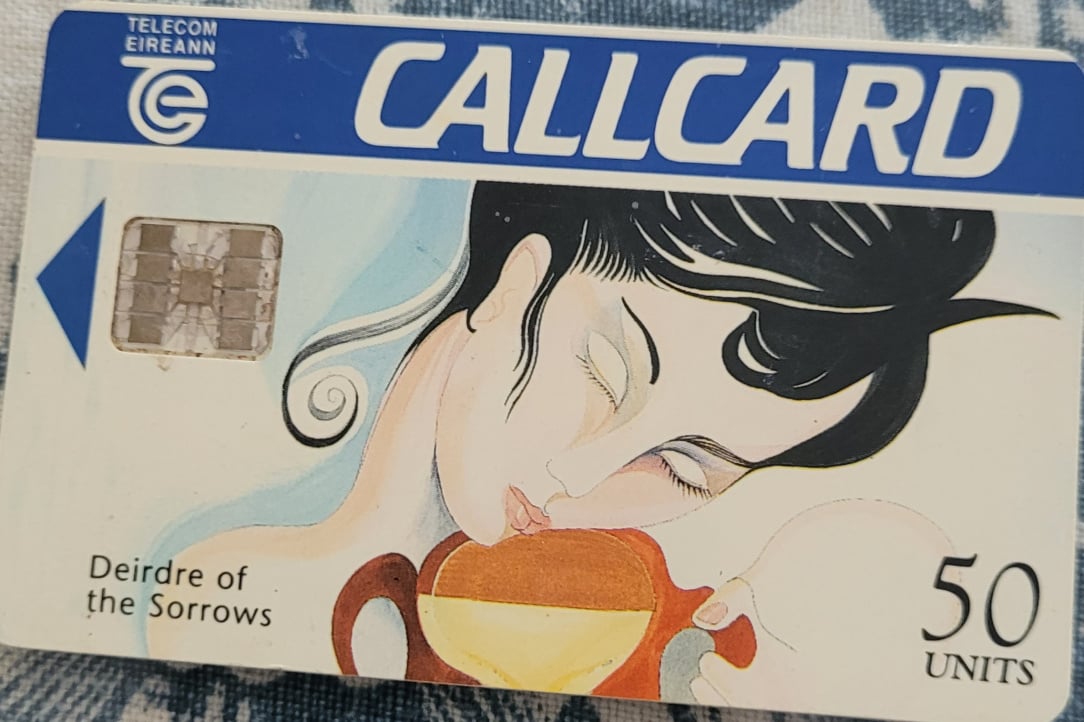 TELECOM
EIREANN
CALLCARD
Deirdre of
the Sorrows
50
UNITS